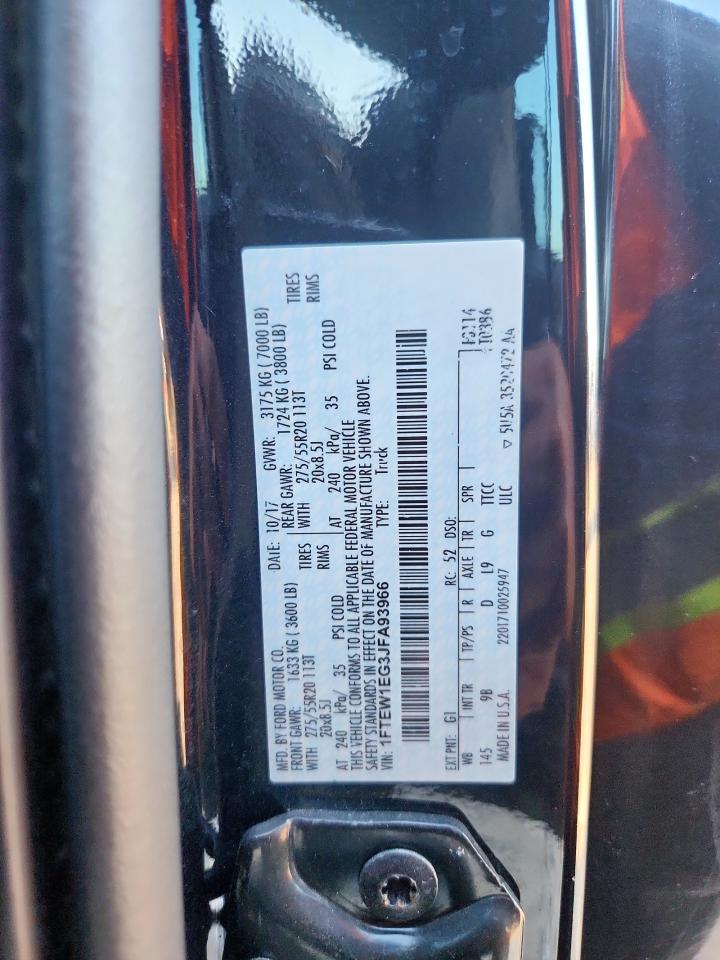 MFD. BY FORD MOTOR CO.
DATE: 10/17 GVWR: 3175 KG ( 7000 LB)
FRONT GAWR: 1633 KG ( 3600 LB) REAR GAWR: 1724 KG ( 3800 LB)
WITH 275/55R20 113T TIRES WITH 275/55R20 113T TIRES
20x8.5J RIMS 20x8.5J RIMS
AT 240 kPa/ 35 PSI COLD AT 240 kPa/ 35 PSI COLD
THIS VEHICLE CONFORMS TO ALL APPLICABLE FEDERAL MOTOR VEHICLE
SAFETY STANDARDS IN EFFECT ON THE DATE OF MANUFACTURE SHOWN ABOVE.
VIN: 1FTEW1EG3JFA93966 TYPE: Truck
EXT PNT: G1 RC: 52 DSO:
WB INT TR TP/PS R AXLE TR SPR
145 9B D L9 G TTCC
MADE IN U.S.A. 2201710025947 ULC